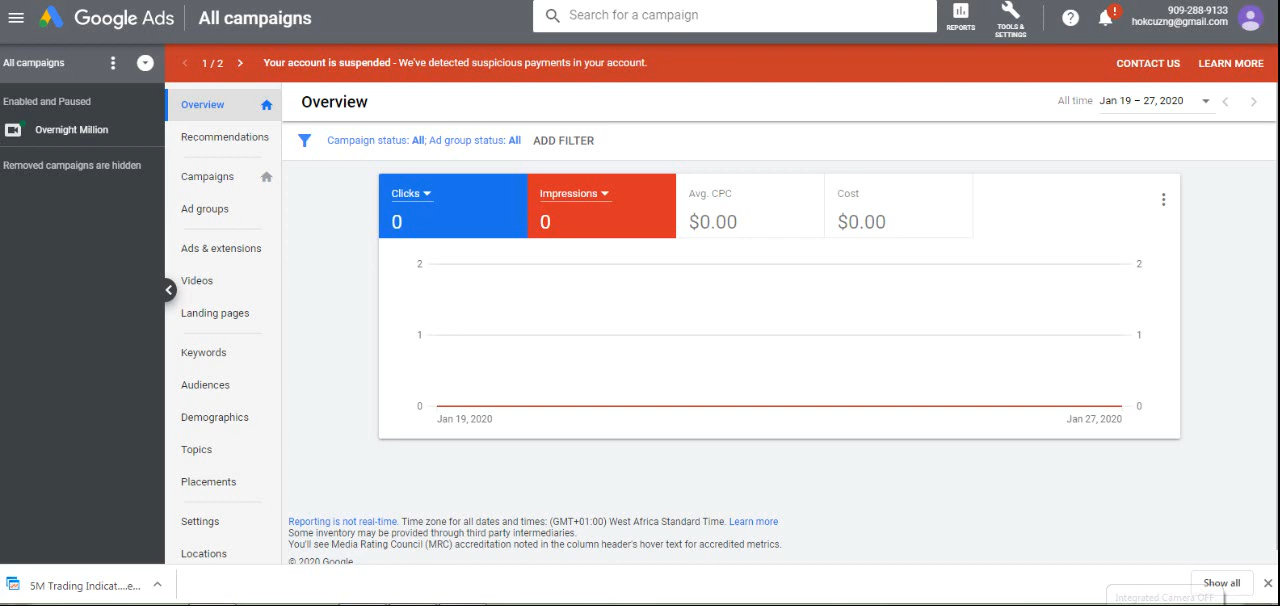 Google Ads
All campaigns
Search for a campaign
REPORTS
TOOLS &
SETTINGS
909-288-9133
hokcuzng@gmail.com
All campaigns
1 / 2
Your account is suspended - We've detected suspicious payments in your account.
CONTACT US
LEARN MORE
Enabled and Paused
Overnight Million
Removed campaigns are hidden
Overview
Recommendations
Campaigns
Ad groups
Ads & extensions
Videos
Landing pages
Keywords
Audiences
Demographics
Topics
Placements
Settings
Locations
Overview
All time Jan 19 – 27, 2020
Campaign status: All; Ad group status: All ADD FILTER
Clicks
0
Impressions
0
Avg. CPC
$0.00
Cost
$0.00
2 2
1 1
0 0
Jan 19, 2020 Jan 27, 2020
Reporting is not real-time. Time zone for all dates and times: (GMT+01:00) West Africa Standard Time. Learn more
Some inventory may be provided through third party intermediaries.
You'll see Media Rating Council (MRC) accreditation noted in the column header's hover text for accredited metrics.
© 2020 Google
5M Trading Indicat....e...
Show all
Integrated Camera OFF